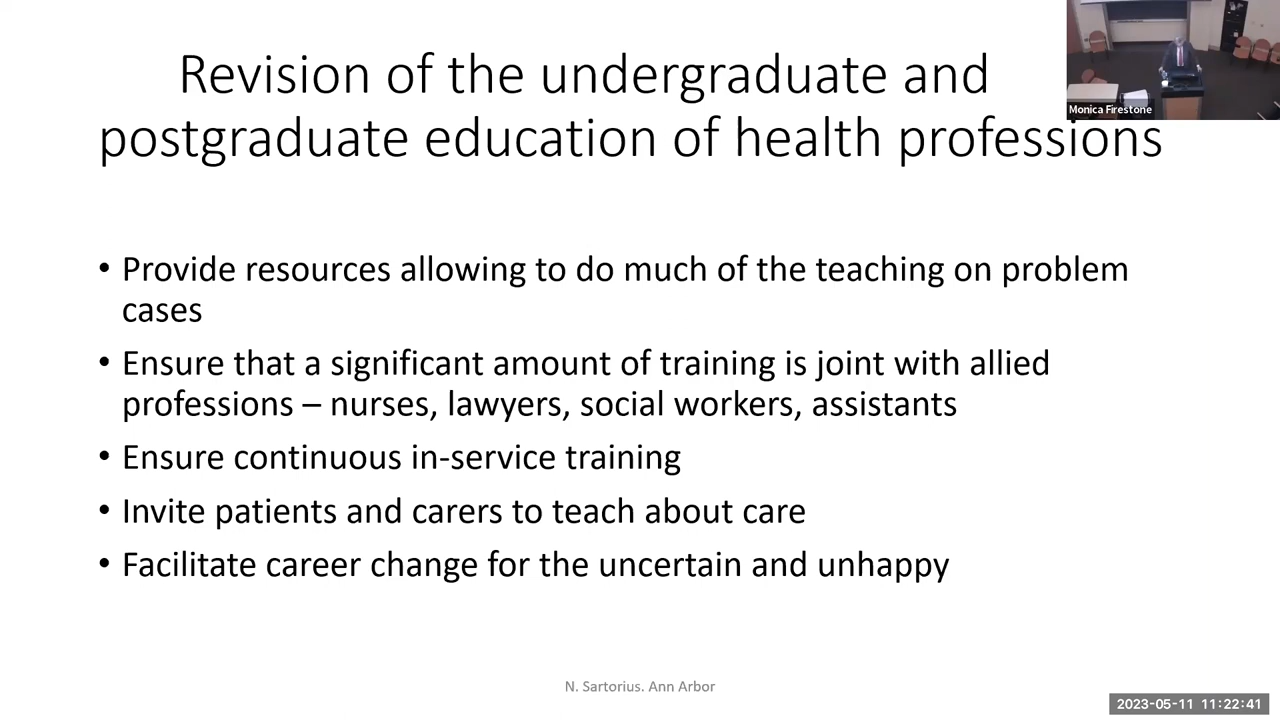 Revision of the undergraduate and
postgraduate education of health professions
Monica Firestone
• Provide resources allowing to do much of the teaching on problem
cases
• Ensure that a significant amount of training is joint with allied
professions – nurses, lawyers, social workers, assistants
• Ensure continuous in-service training
• Invite patients and carers to teach about care
• Facilitate career change for the uncertain and unhappy
N. Sartorius. Ann Arbor
2023-05-11 11:22:41